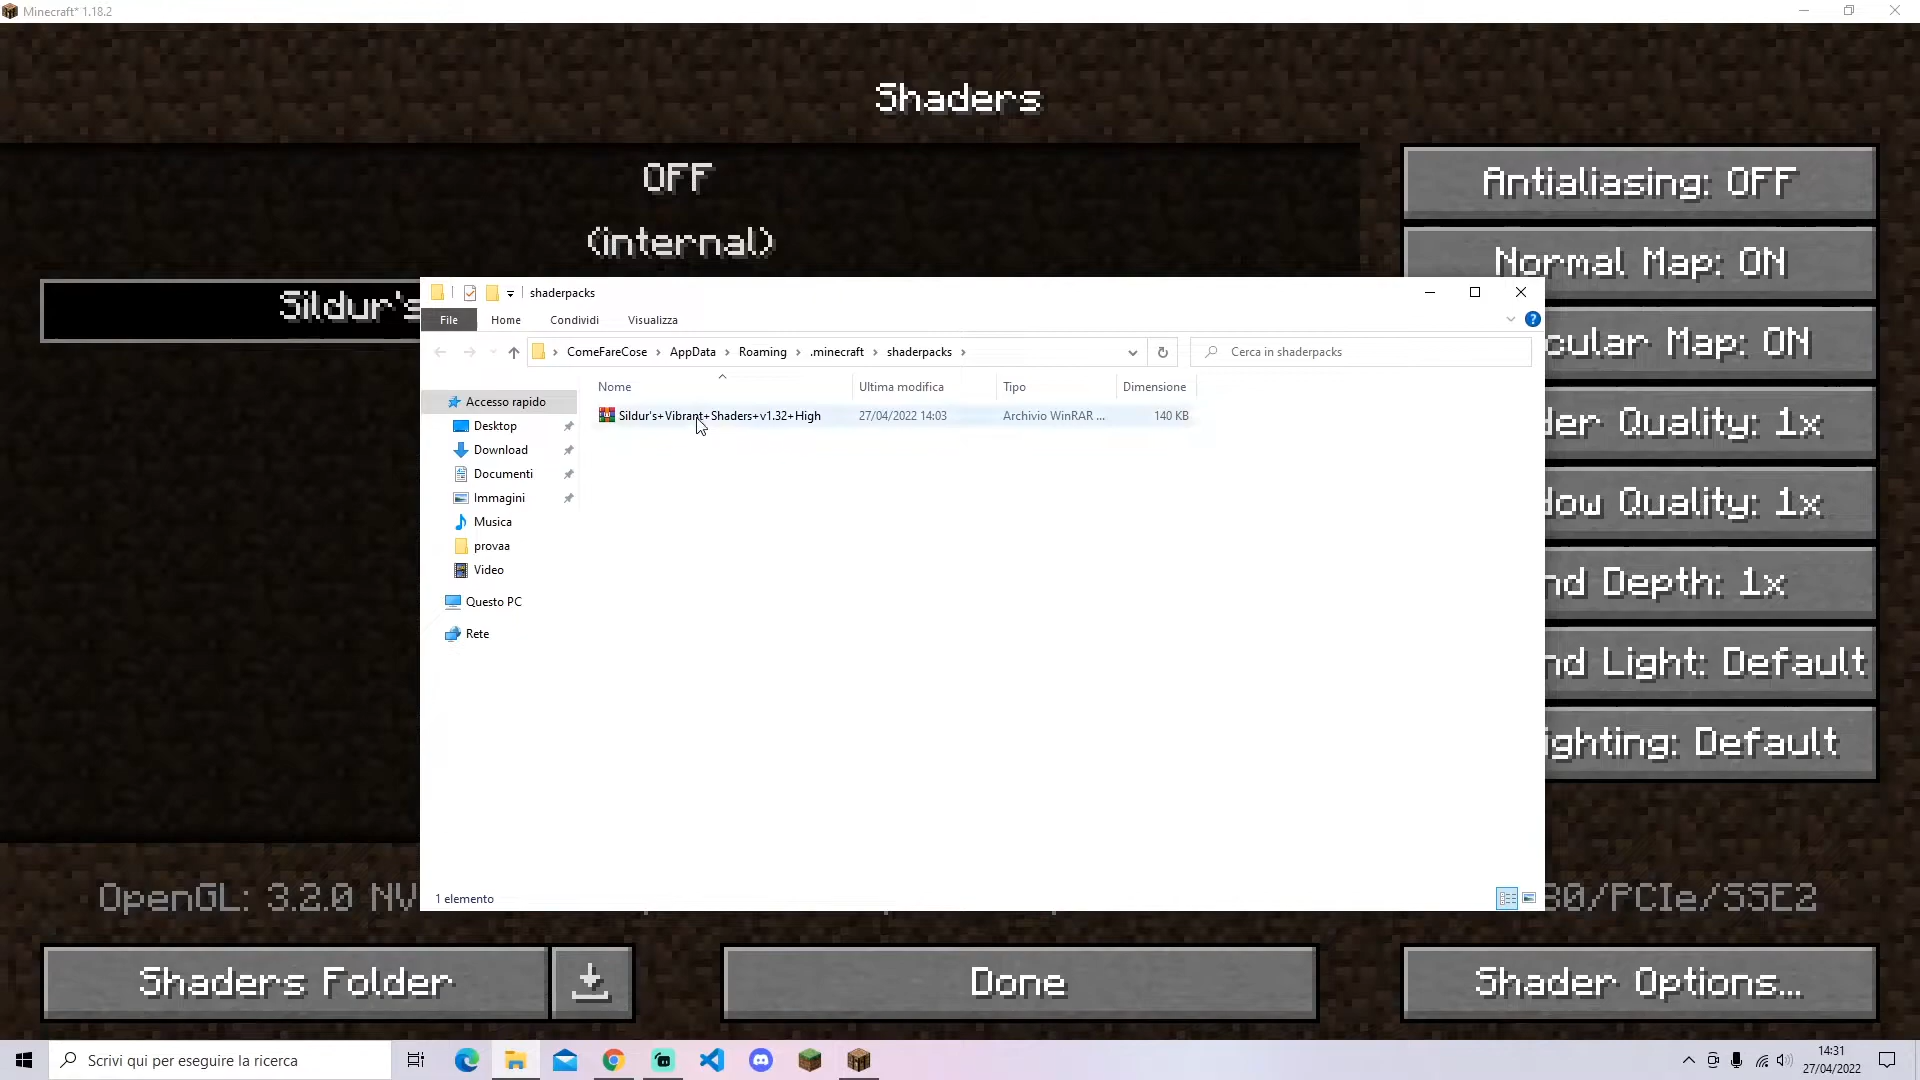 Minecraft* 1.18.2
Shaders
OFF
(internal)
Sildur's
Antialiasing: OFF
Normal Map: ON
cular Map: ON
der Quality: 1x
dow Quality: 1x
nd Depth: 1x
nd Light: Default
ighting: Default
shaderpacks
File Home Condividi Visualizza
ComeFareCose AppData Roaming .minecraft shaderpacks
Cerca in shaderpacks
Nome Ultima modifica Tipo Dimensione
Sildur's+Vibrant+Shaders+v1.32+High 27/04/2022 14:03 Archivio WinRAR ... 140 KB
Accesso rapido
Desktop
Download
Documenti
Immagini
Musica
provaa
Video
Questo PC
Rete
1 elemento
OpenGL: 3.2.0 NV
80/PCIe/SSE2
Shaders Folder
Done
Shader Options...
Scrivi qui per eseguire la ricerca
14:31
27/04/2022